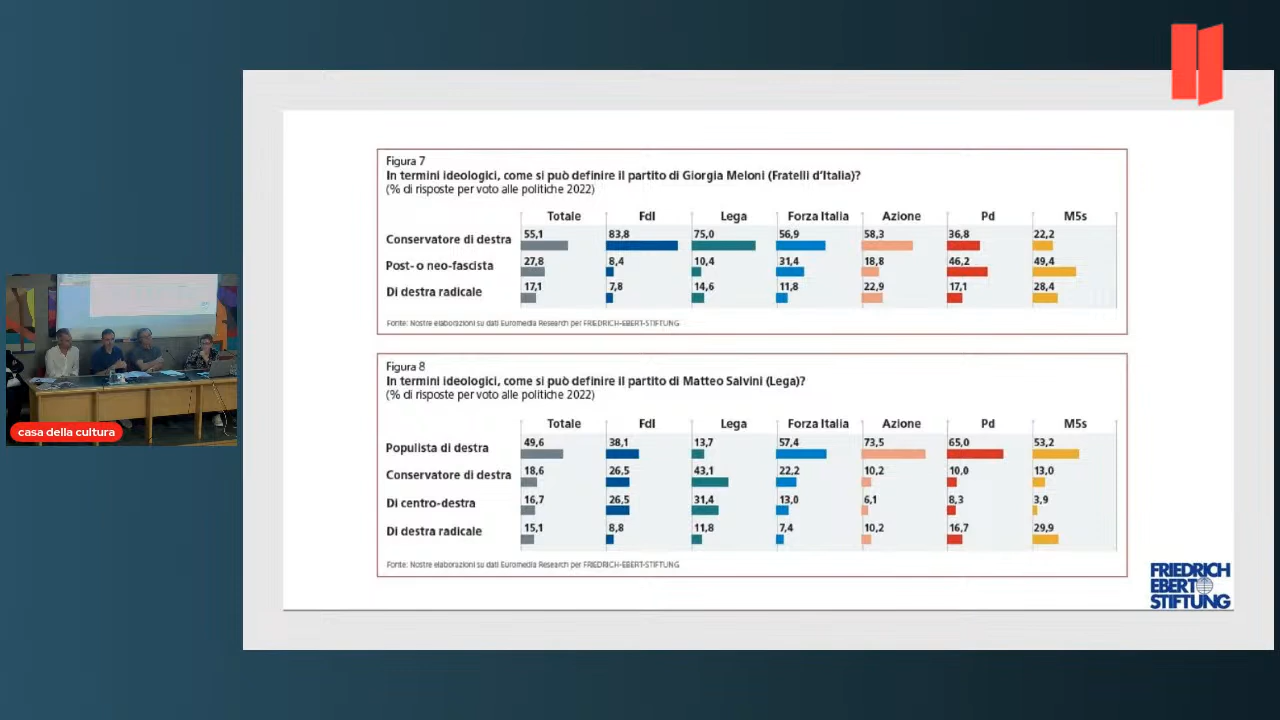 Figura 7
In termini ideologici, come si può definire il partito di Giorgia Meloni (Fratelli d'Italia)?
(% di risposte per voto alle politiche 2022)
Totale FdI Lega Forza Italia Azione Pd M5s
Conservatore di destra 55,1 83,8 75,0 56,9 58,3 36,8 22,2
Post- o neo-fascista 27,8 8,4 10,4 31,4 18,8 46,2 49,4
Di destra radicale 17,1 7,8 14,6 11,8 22,9 17,1 28,4
Fonte: Nostre elaborazioni su dati Euromedia Research per FRIEDRICH-EBERT-STIFTUNG
Figura 8
In termini ideologici, come si può definire il partito di Matteo Salvini (Lega)?
(% di risposte per voto alle politiche 2022)
Totale FdI Lega Forza Italia Azione Pd M5s
Populista di destra 49,6 38,1 13,7 57,4 73,5 65,0 53,2
Conservatore di destra 18,6 26,5 43,1 22,2 10,2 10,0 13,0
Di centro-destra 16,7 26,5 31,4 13,0 6,1 8,3 3,9
Di destra radicale 15,1 8,8 11,8 7,4 10,2 16,7 29,9
Fonte: Nostre elaborazioni su dati Euromedia Research per FRIEDRICH-EBERT-STIFTUNG
casa della cultura
FRIEDRICH
EBERT
STIFTUNG